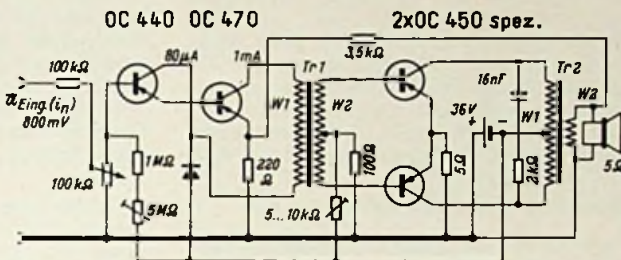 OC 440 OC 470 2xOC 450 spez.
80µA 1mA 3,5kΩ
100kΩ Tr1 Tr2
16nF
W1 W2 36V W1 W2
ũEing.(in)
800mV
+ −
1MΩ 220 Ω 100Ω 5Ω 2kΩ 5Ω
100kΩ
5MΩ 5...10kΩ